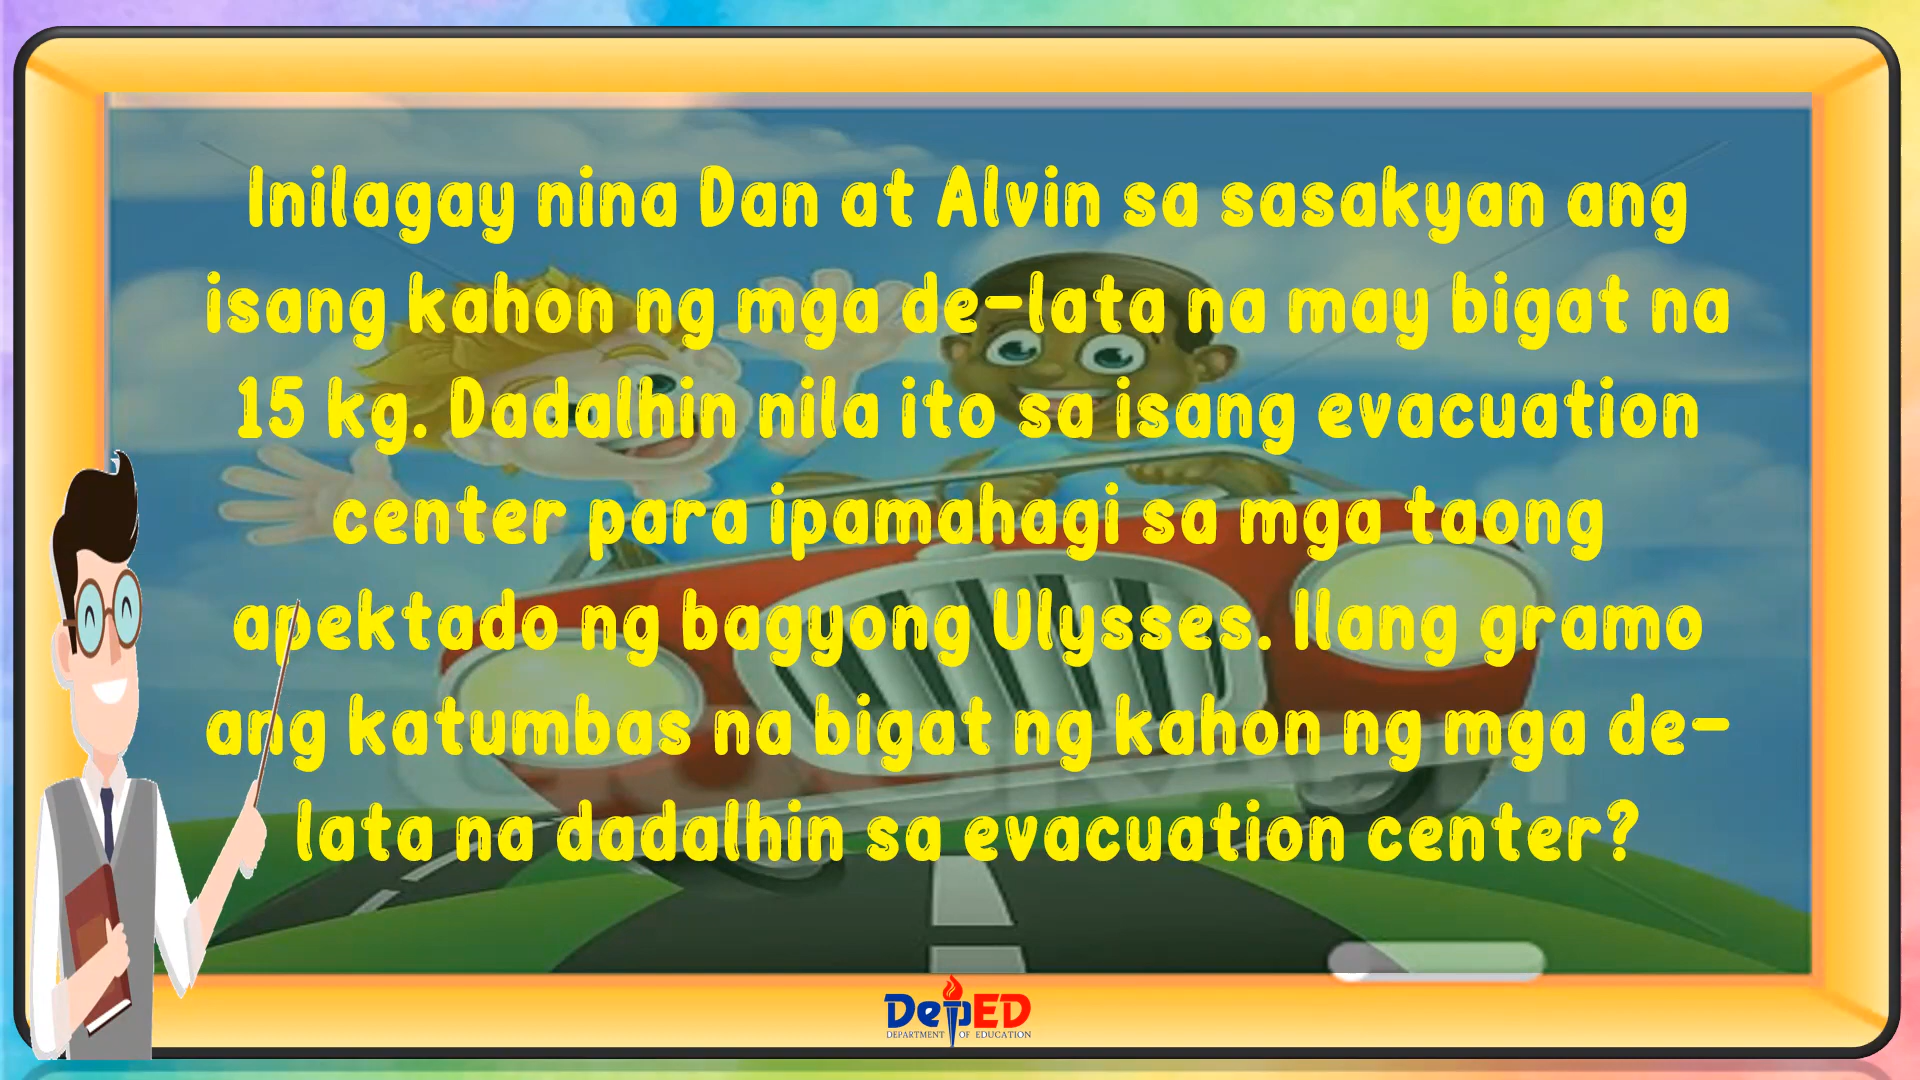 Inilagay nina Dan at Alvin sa sasakyan ang
isang kahon ng mga de-lata na may bigat na
15 kg. Dadalhin nila ito sa isang evacuation
center para ipamahagi sa mga taong
apektado ng bagyong Ulysses. Ilang gramo
ang katumbas na bigat ng kahon ng mga de-
lata na dadalhin sa evacuation center?
DepED
DEPARTMENT OF EDUCATION